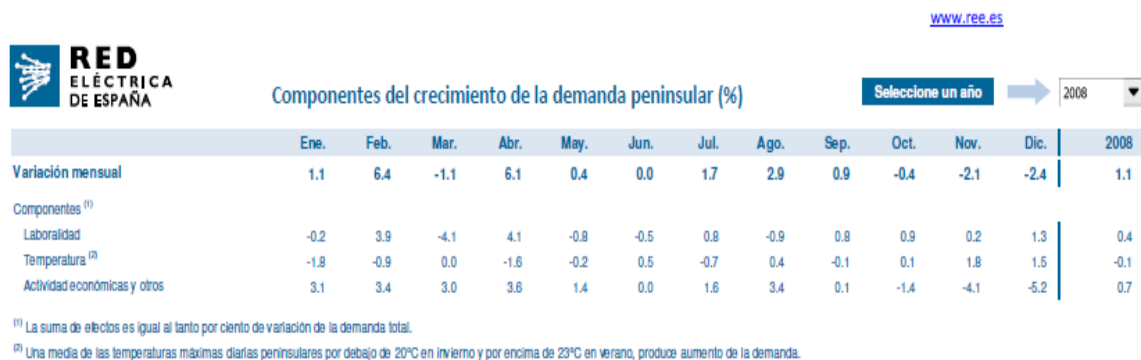 www.ree.es
RED
ELÉCTRICA
DE ESPAÑA
Componentes del crecimiento de la demanda peninsular (%)
Seleccione un año
2008
Ene. Feb. Mar. Abr. May. Jun. Jul. Ago. Sep. Oct. Nov. Dic. 2008
Variación mensual 1.1 6.4 -1.1 6.1 0.4 0.0 1.7 2.9 0.9 -0.4 -2.1 -2.4 1.1
Componentes (1)
Laboralidad -0.2 3.9 -4.1 4.1 -0.8 -0.5 0.8 -0.9 0.8 0.9 0.2 1.3 0.4
Temperatura (2) -1.8 -0.9 0.0 -1.6 -0.2 0.5 -0.7 0.4 -0.1 0.1 1.8 1.5 -0.1
Actividad económicas y otros 3.1 3.4 3.0 3.6 1.4 0.0 1.6 3.4 0.1 -1.4 -4.1 -5.2 0.7
(1) La suma de efectos es igual al tanto por ciento de variación de la demanda total.
(2) Una media de las temperaturas máximas diarias peninsulares por debajo de 20ºC en invierno y por encima de 23ºC en verano, produce aumento de la demanda.